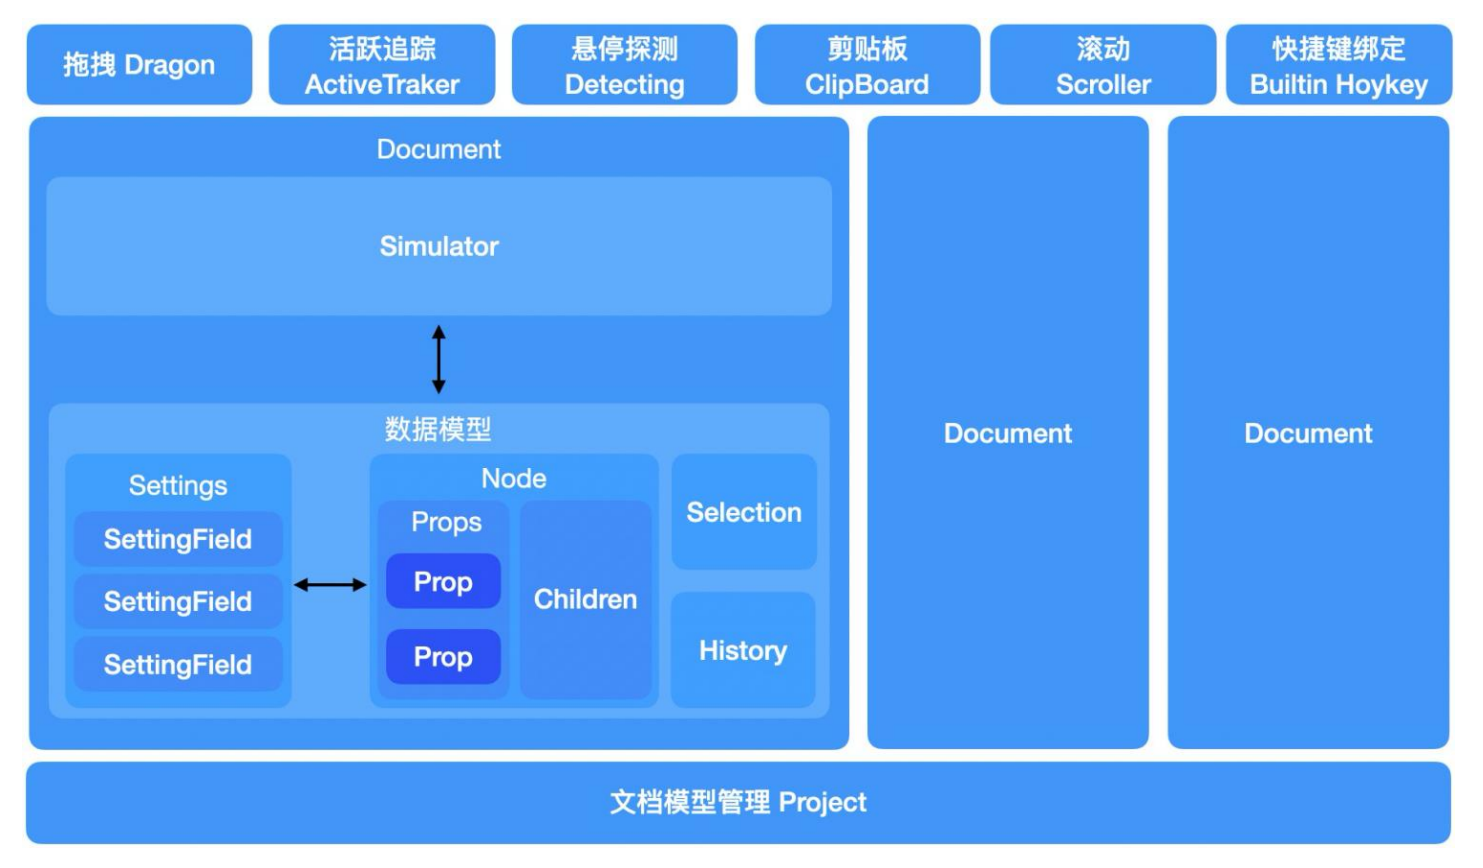 拖拽 Dragon
活跃追踪
ActiveTraker
悬停探测
Detecting
剪贴板
ClipBoard
滚动
Scroller
快捷键绑定
Builtin Hoykey
Document
Simulator
数据模型
Settings
SettingField
SettingField
SettingField
Node
Props
Prop
Prop
Children
Selection
History
Document
Document
文档模型管理 Project